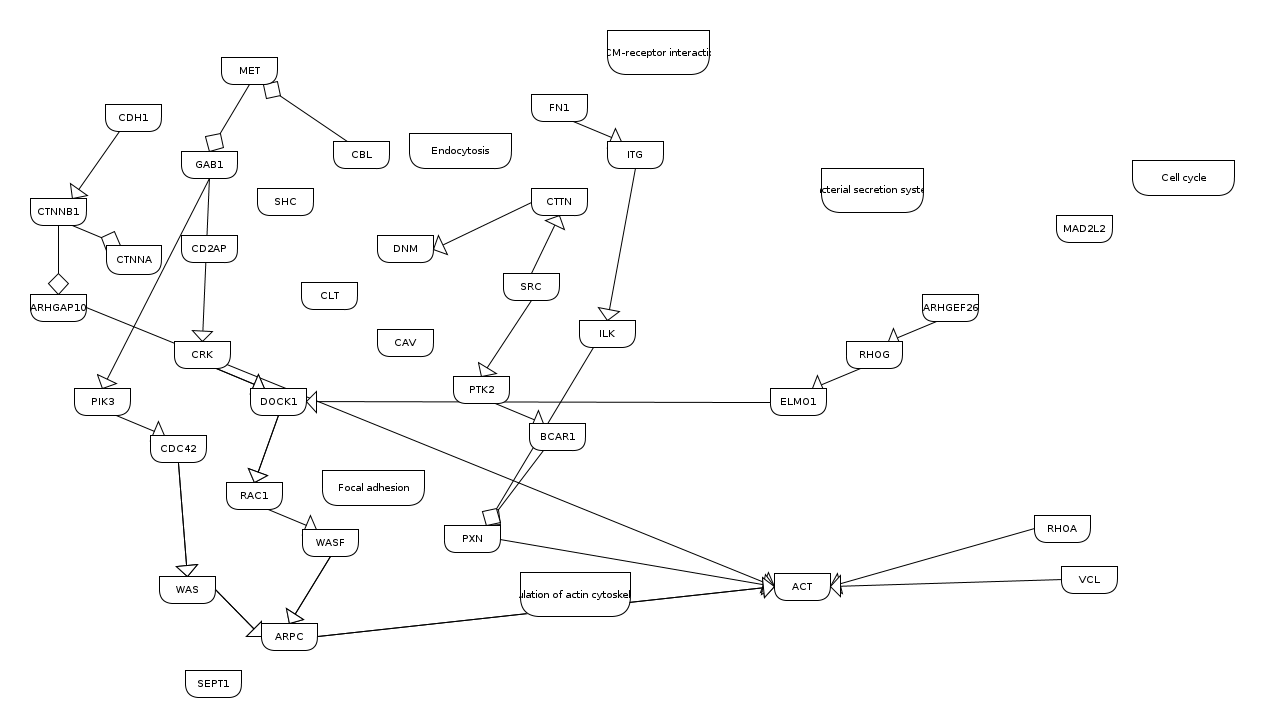 CM-receptor interactic
MET
FN1
CDH1
CBL
Endocytosis
ITG
GAB1
Cell cycle
cterial secretion syste
SHC
CTTN
CTNNB1
MAD2L2
CD2AP
DNM
CTNNA
SRC
CLT
ARHGAP10
ARHGEF26
ILK
CAV
CRK
RHOG
PTK2
PIK3
DOCK1
ELMO1
BCAR1
CDC42
Focal adhesion
RAC1
RHOA
PXN
WASF
VCL
ACT
WAS
ulation of actin cytoskel
ARPC
SEPT1